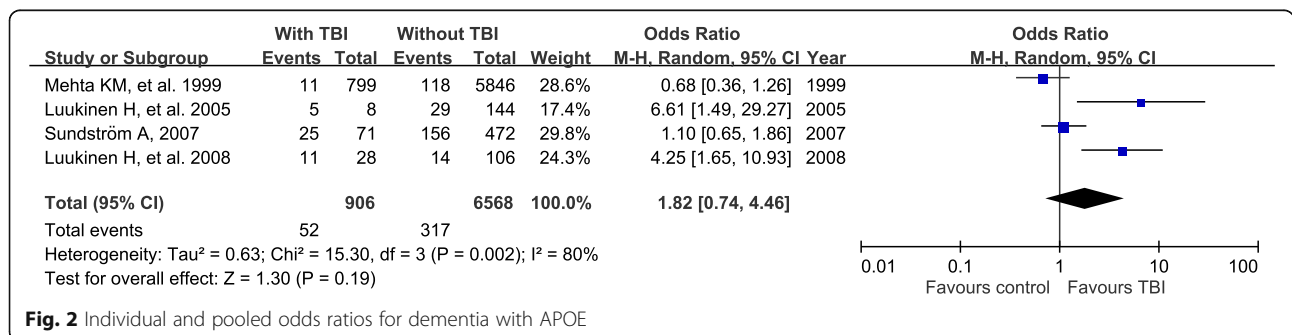 With TBI Without TBI Odds Ratio Odds Ratio
Study or Subgroup Events Total Events Total Weight M-H, Random, 95% CI Year M-H, Random, 95% CI
Mehta KM, et al. 1999 11 799 118 5846 28.6% 0.68 [0.36, 1.26] 1999
Luukinen H, et al. 2005 5 8 29 144 17.4% 6.61 [1.49, 29.27] 2005
Sundström A, 2007 25 71 156 472 29.8% 1.10 [0.65, 1.86] 2007
Luukinen H, et al. 2008 11 28 14 106 24.3% 4.25 [1.65, 10.93] 2008
Total (95% CI) 906 6568 100.0% 1.82 [0.74, 4.46]
Total events 52 317
Heterogeneity: Tau² = 0.63; Chi² = 15.30, df = 3 (P = 0.002); I² = 80%
Test for overall effect: Z = 1.30 (P = 0.19)
0.01 0.1 1 10 100
Favours control Favours TBI
Fig. 2 Individual and pooled odds ratios for dementia with APOE